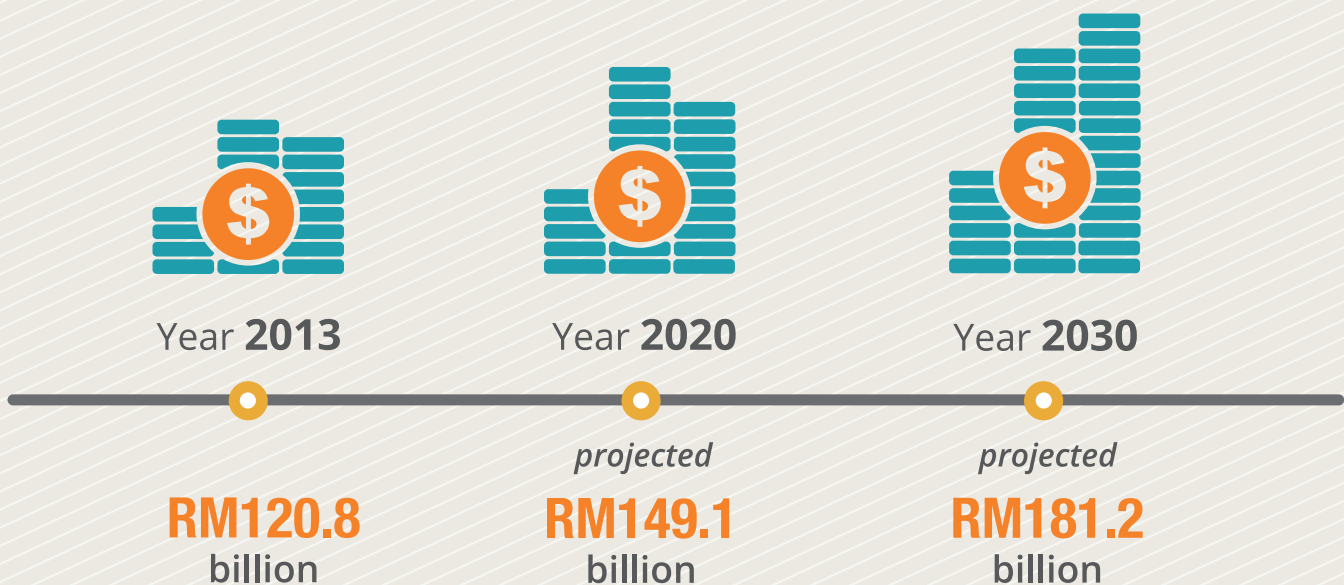 $
$
$
Year 2013
Year 2020
Year 2030
projected
projected
RM120.8
billion
RM149.1
billion
RM181.2
billion